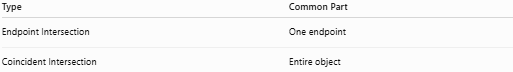 Type Common Part
Endpoint Intersection One endpoint
Coincident Intersection Entire object